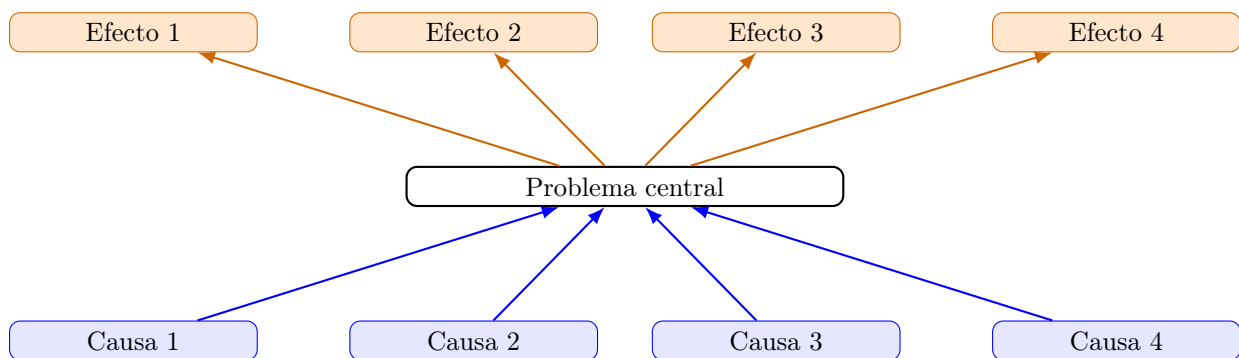 Efecto 1
Efecto 2
Efecto 3
Efecto 4
Problema central
Causa 1
Causa 2
Causa 3
Causa 4